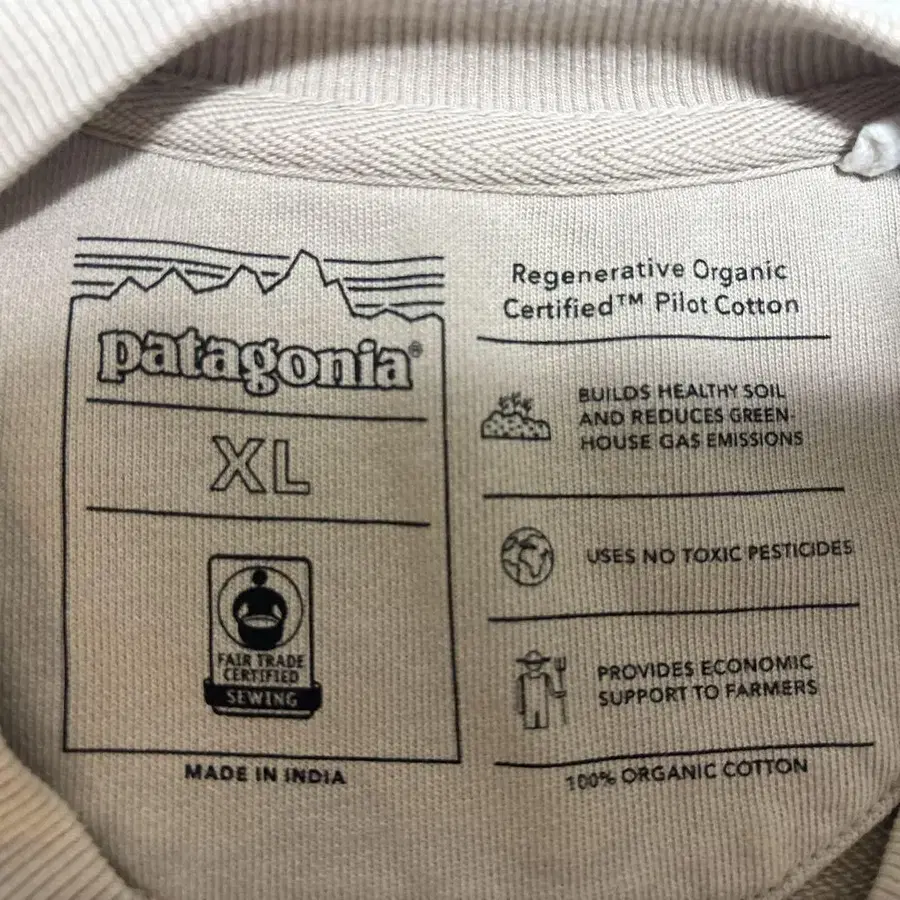 patagonia®
XL
FAIR TRADE
CERTIFIED
SEWING
MADE IN INDIA
Regenerative Organic
Certified™ Pilot Cotton
BUILDS HEALTHY SOIL
AND REDUCES GREEN-
HOUSE GAS EMISSIONS
USES NO TOXIC PESTICIDES
PROVIDES ECONOMIC
SUPPORT TO FARMERS
100% ORGANIC COTTON